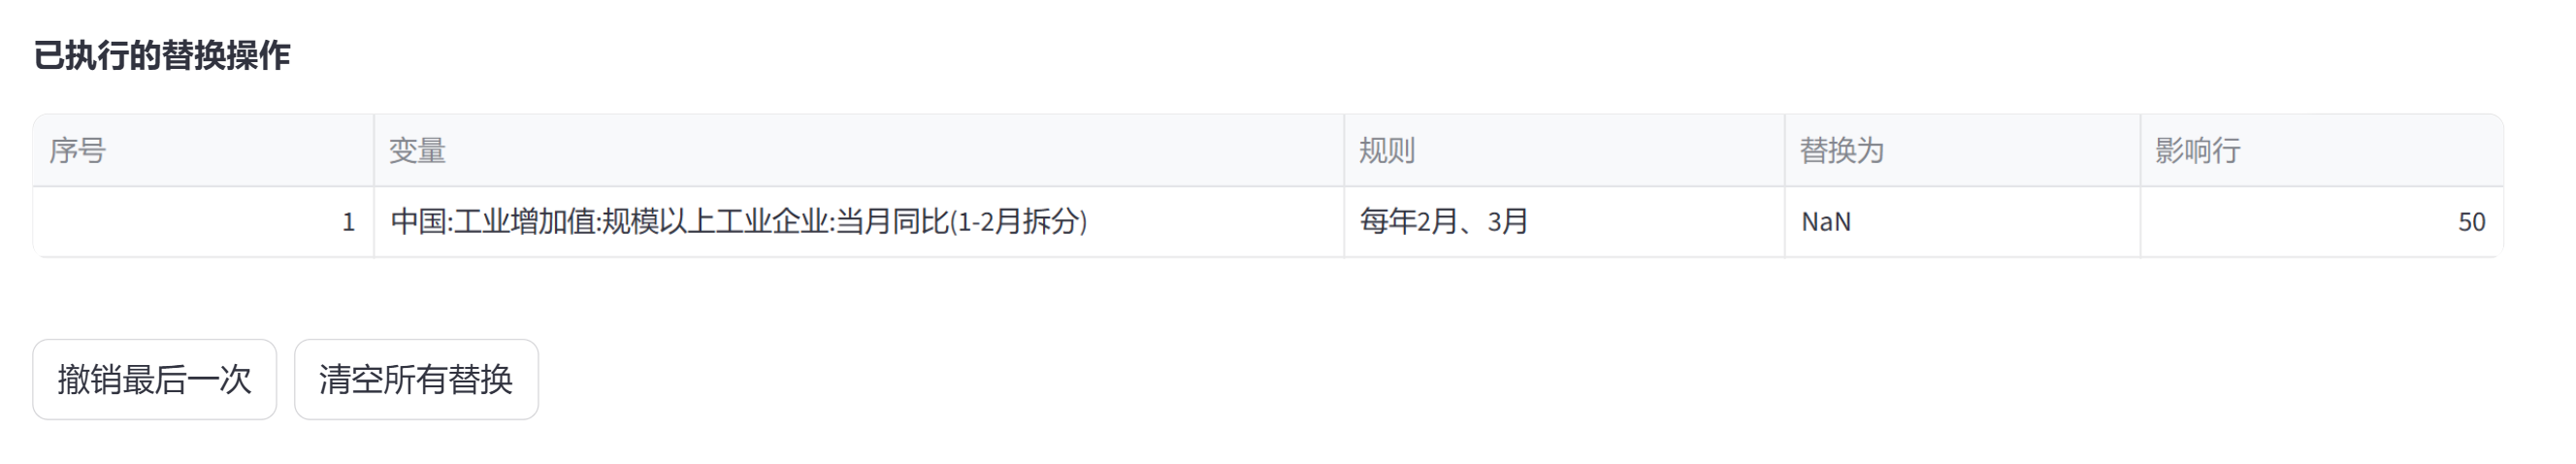 已执行的替换操作
序号 变量 规则 替换为 影响行
1 中国:工业增加值:规模以上工业企业:当月同比(1-2月拆分) 每年2月、3月 NaN 50
撤销最后一次 清空所有替换